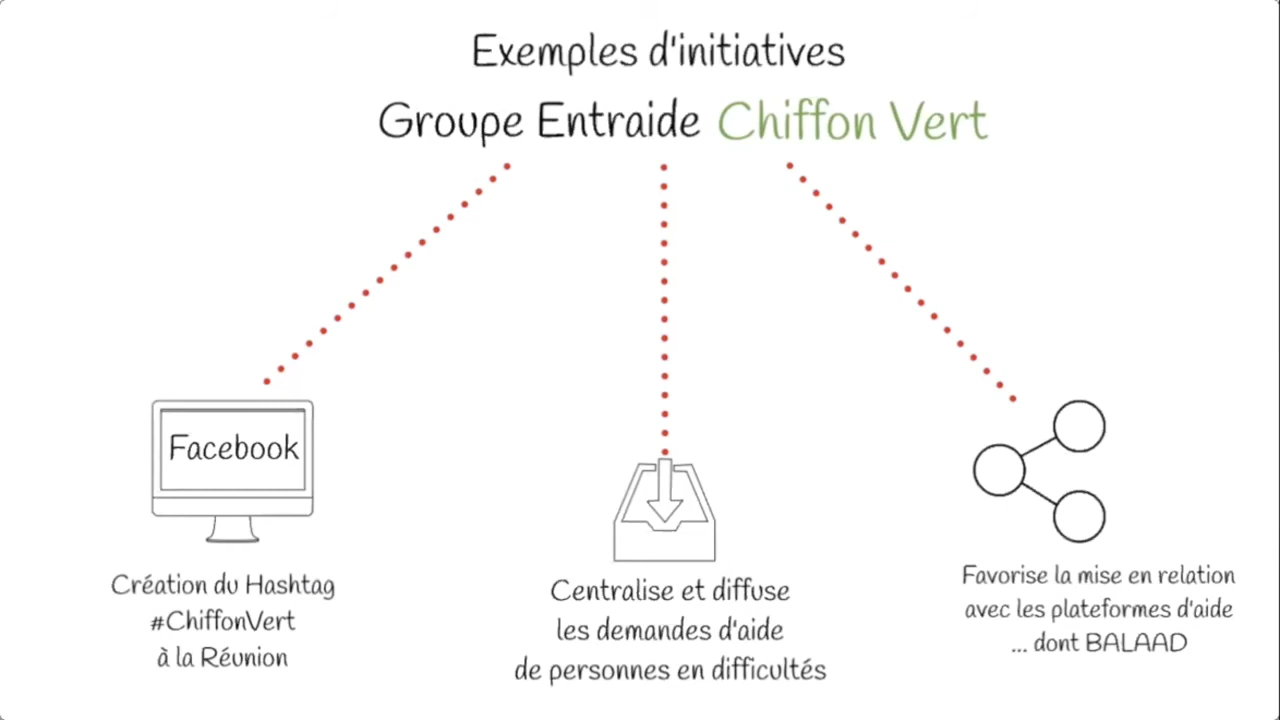 Exemples d'initiatives
Groupe Entraide Chiffon Vert
Facebook
Création du Hashtag
#ChiffonVert
à la Réunion
Centralise et diffuse
les demandes d'aide
de personnes en difficultés
Favorise la mise en relation
avec les plateformes d'aide
... dont BALAAD